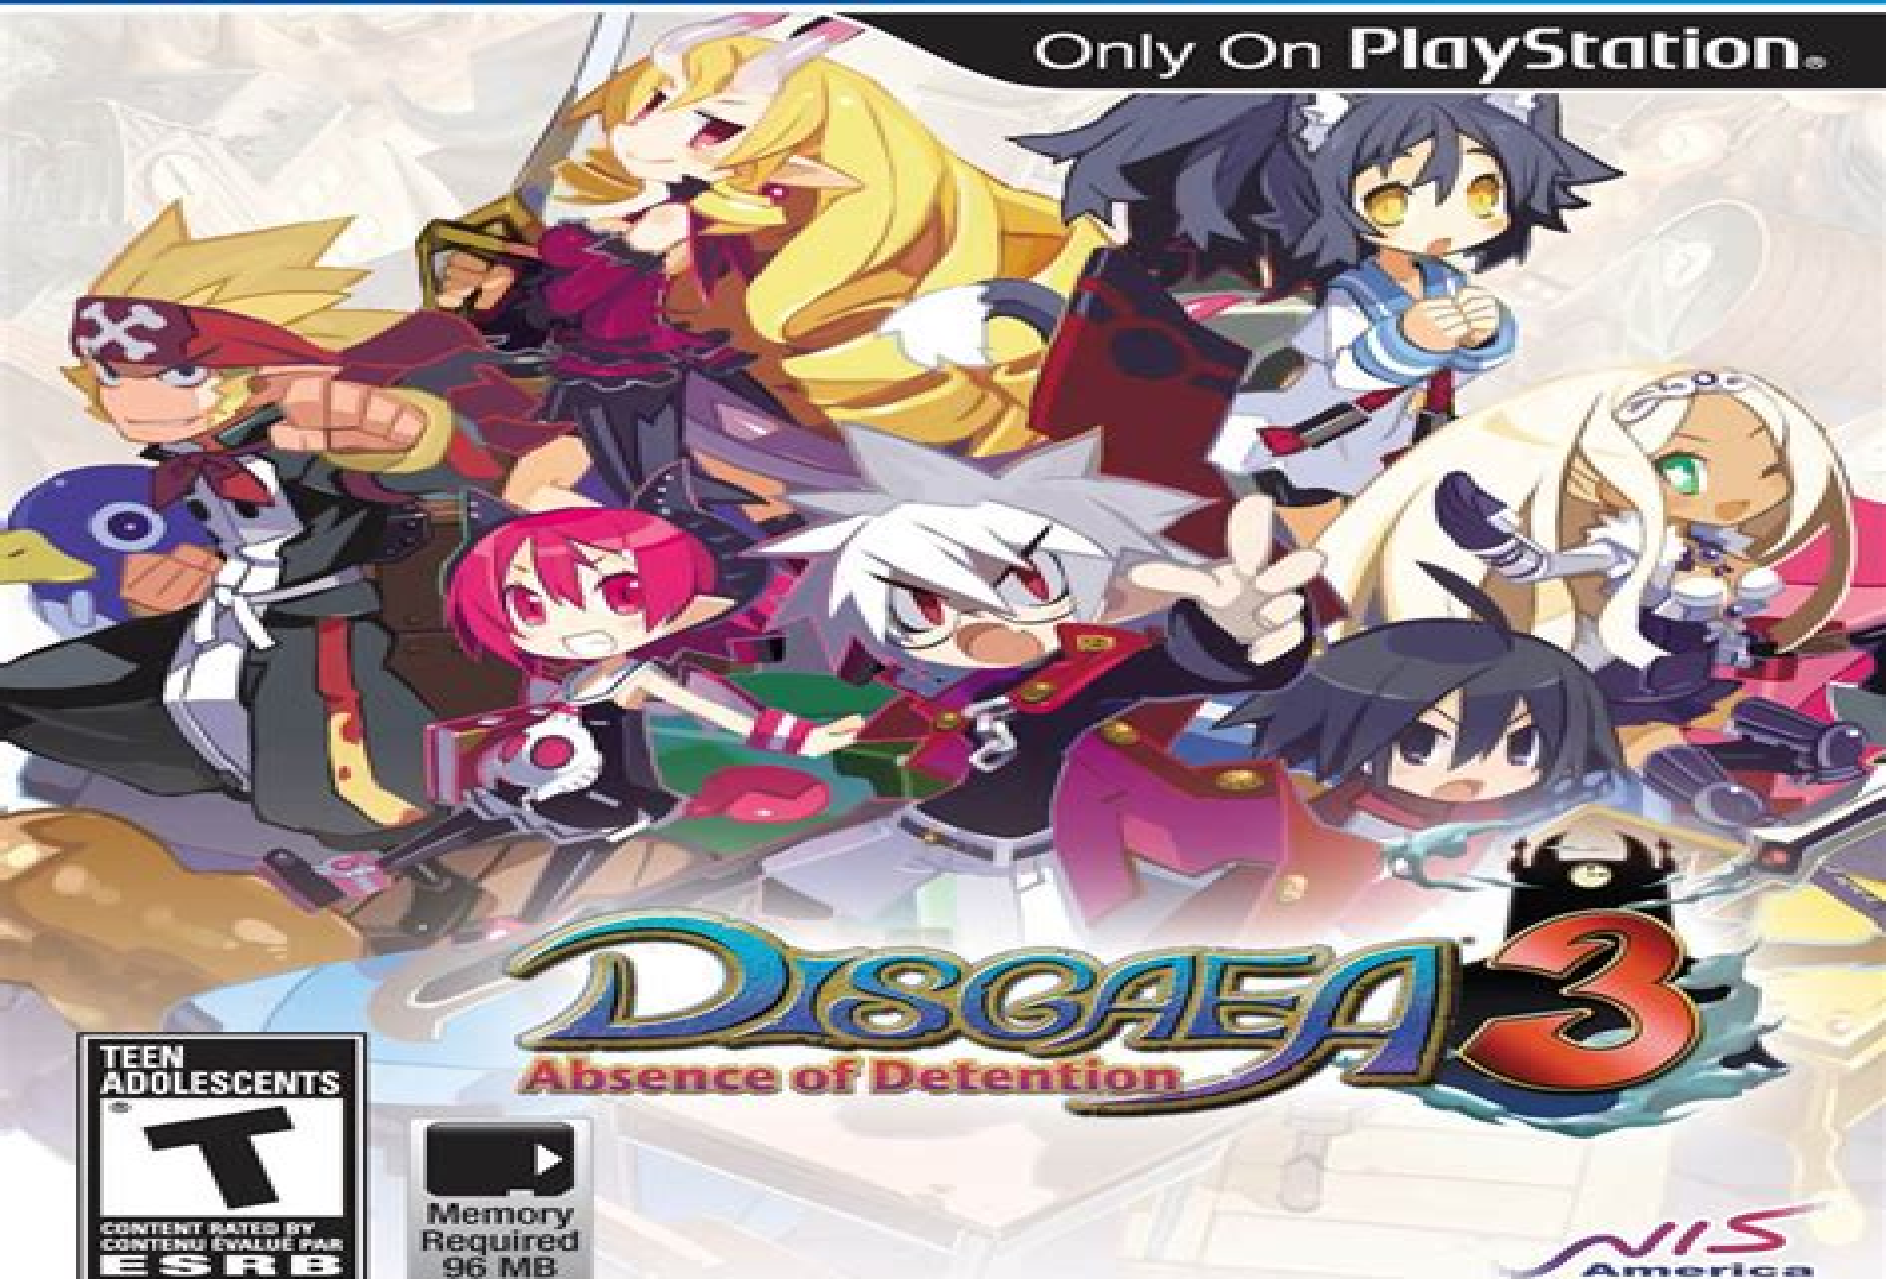 Only On PlayStation®
DISGAEA 3
Absence of Detention
TEEN
ADOLESCENTS
®
T
CONTENT RATED BY
CONTENU ÉVALUÉ PAR
ESRB
Memory
Required
96 MB
NIS
America